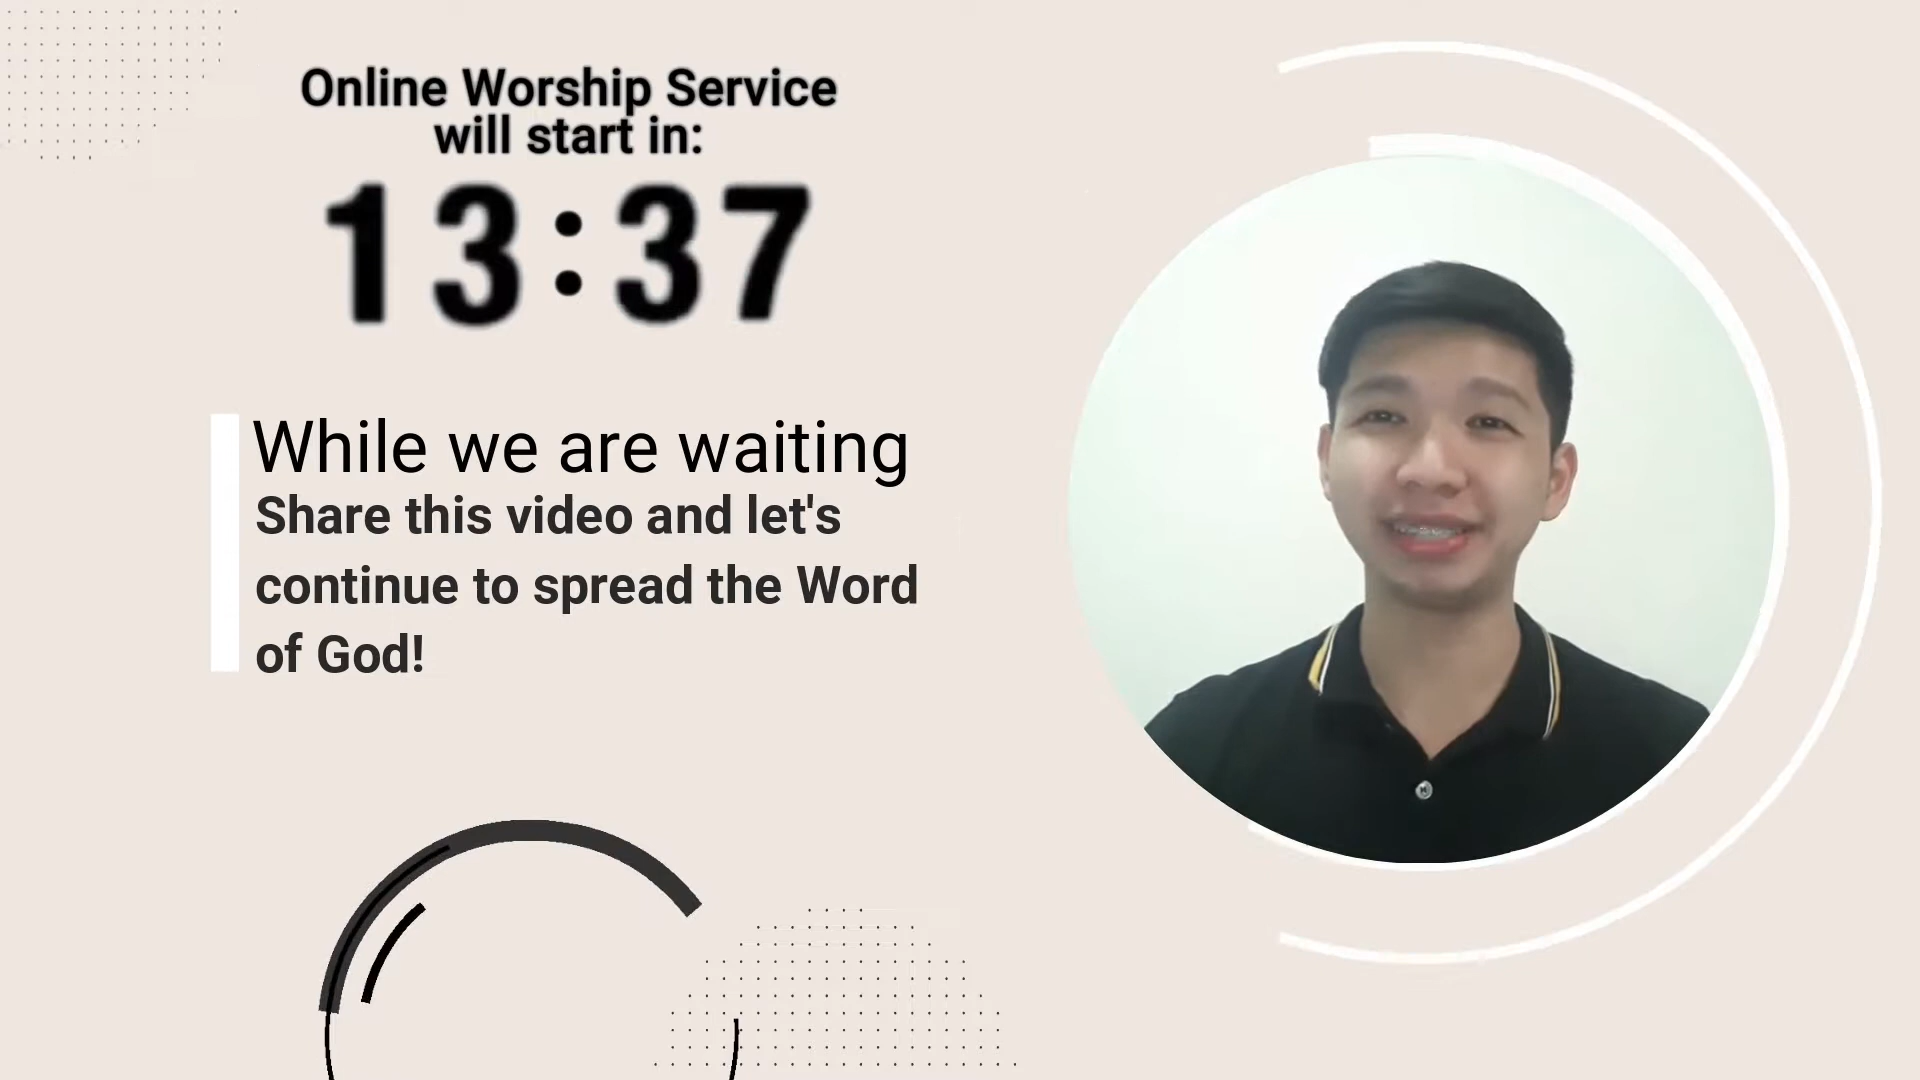 Online Worship Service
will start in:
13:37
While we are waiting
Share this video and let's
continue to spread the Word
of God!